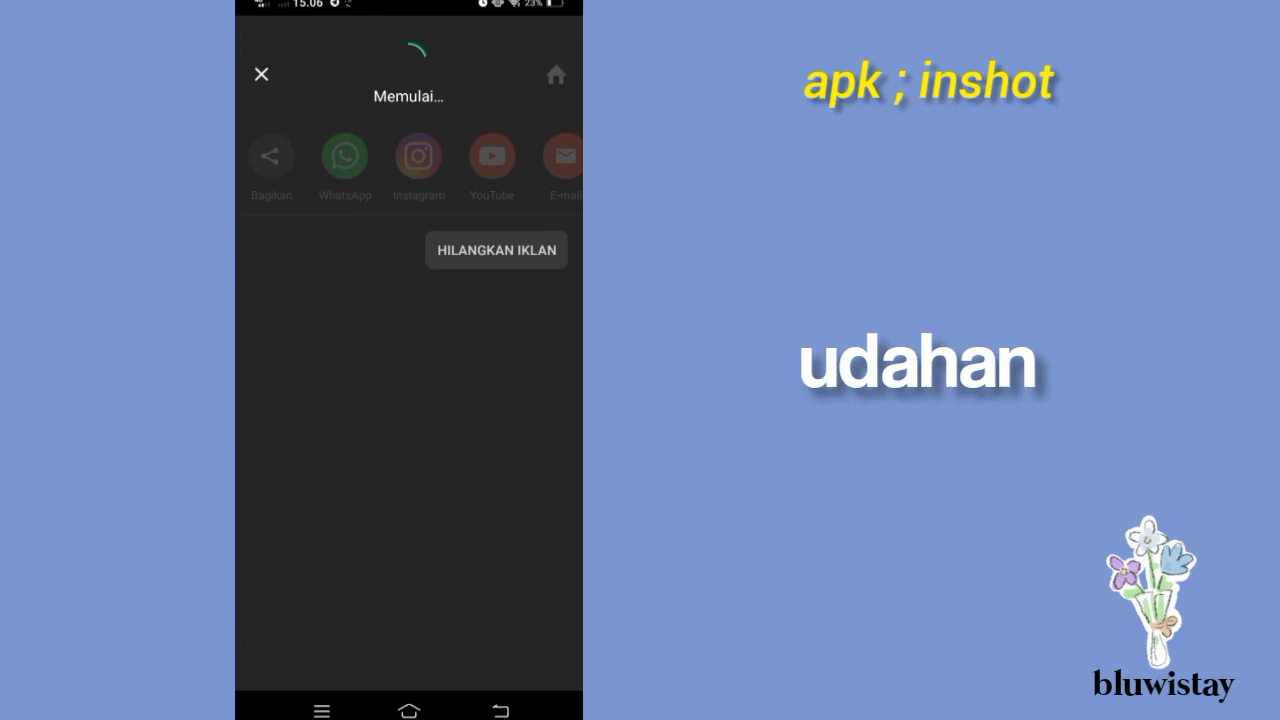 15.06
23%
Memulai...
Bagikan
WhatsApp
Instagram
YouTube
E-mail
HILANGKAN IKLAN
apk ; inshot
udahan
bluwistay